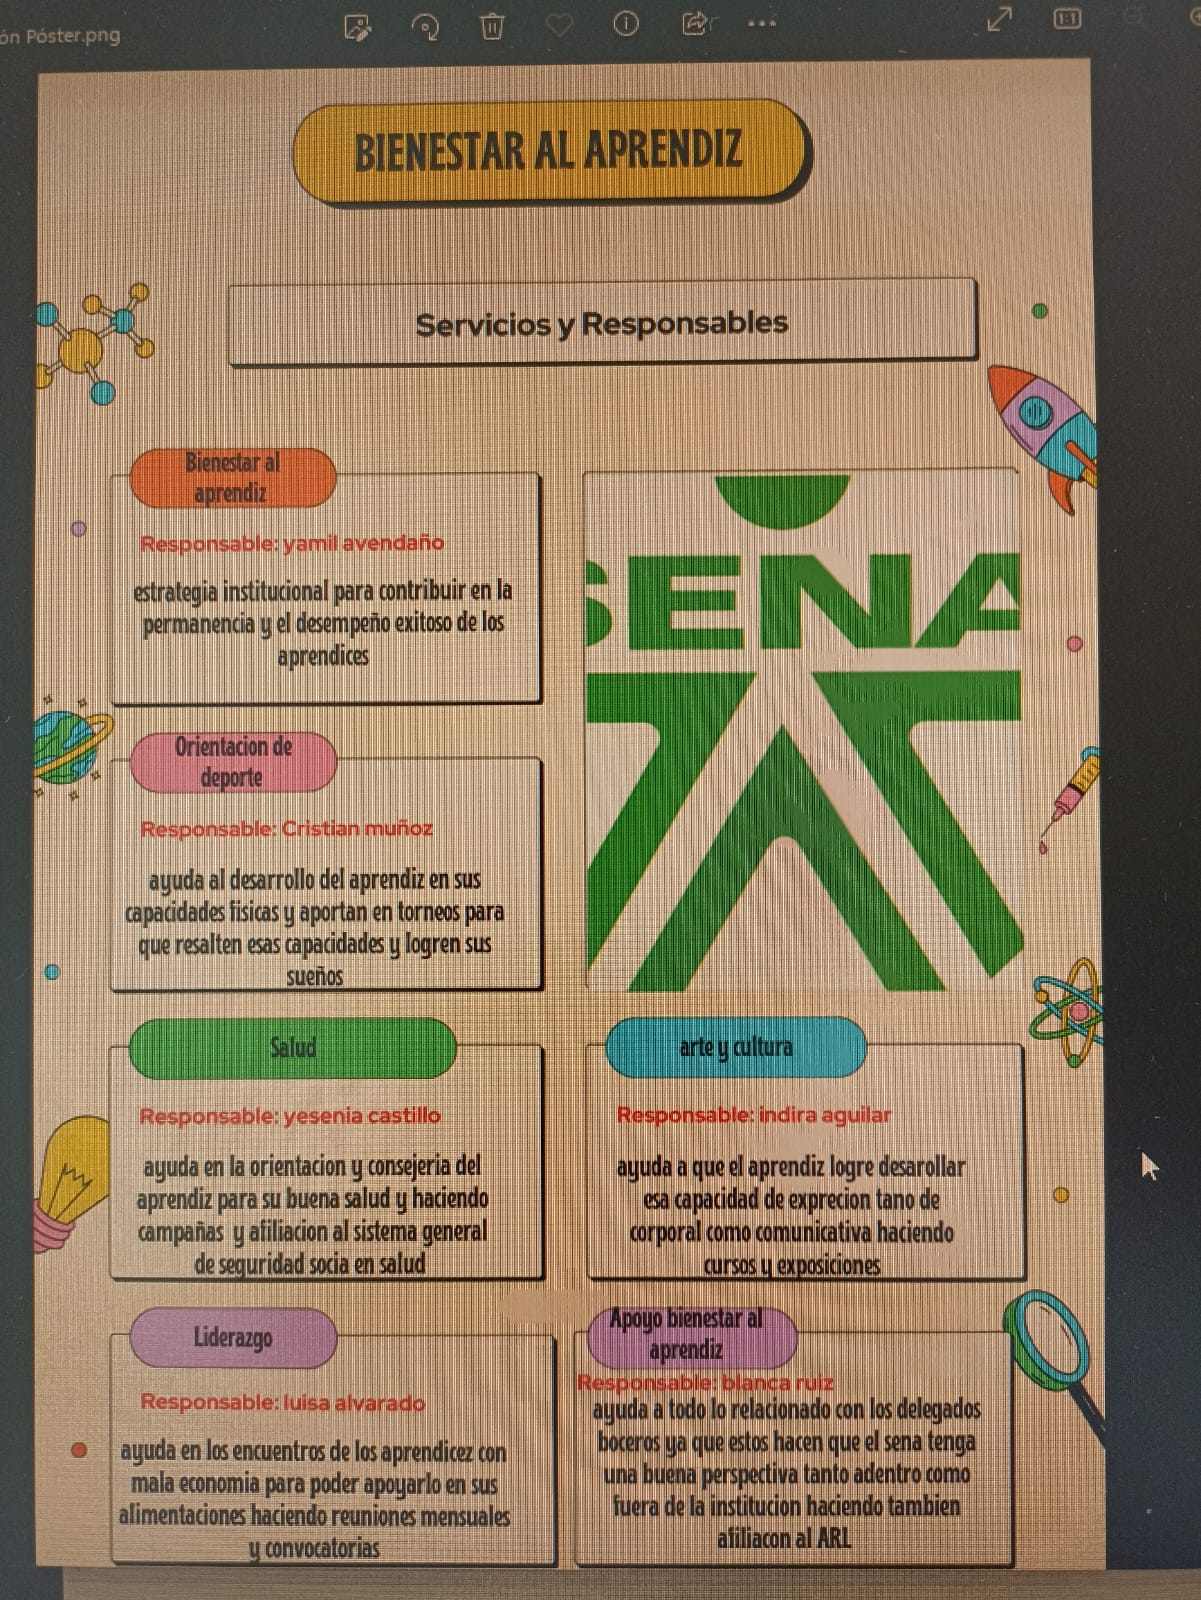 ón Póster.png
1:1
BIENESTAR AL APRENDIZ
Servicios y Responsables
Bienestar al
aprendiz
Responsable: yamil avendaño
estrategia institucional para contribuir en la
permanencia y el desempeño exitoso de los
aprendices
SENA
Orientacion de
deporte
Responsable: Cristian muñoz
ayuda al desarrollo del aprendiz en sus
capacidades fisicas y aportan en torneos para
que resalten esas capacidades y logren sus
sueños
Salud
Responsable: yesenia castillo
ayuda en la orientacion y consejeria del
aprendiz para su buena salud y haciendo
campañas y afiliacion al sistema general
de seguridad socia en salud
arte y cultura
Responsable: indira aguilar
ayuda a que el aprendiz logre desarollar
esa capacidad de exprecion tano de
corporal como comunicativa haciendo
cursos y exposiciones
Liderazgo
Responsable: luisa alvarado
ayuda en los encuentros de los aprendicez con
mala economia para poder apoyarlo en sus
alimentaciones haciendo reuniones mensuales
y convocatorias
Apoyo bienestar al
aprendiz
Responsable: blanca ruiz
ayuda a todo lo relacionado con los delegados
boceros ya que estos hacen que el sena tenga
una buena perspectiva tanto adentro como
fuera de la institucion haciendo tambien
afiliacon al ARL